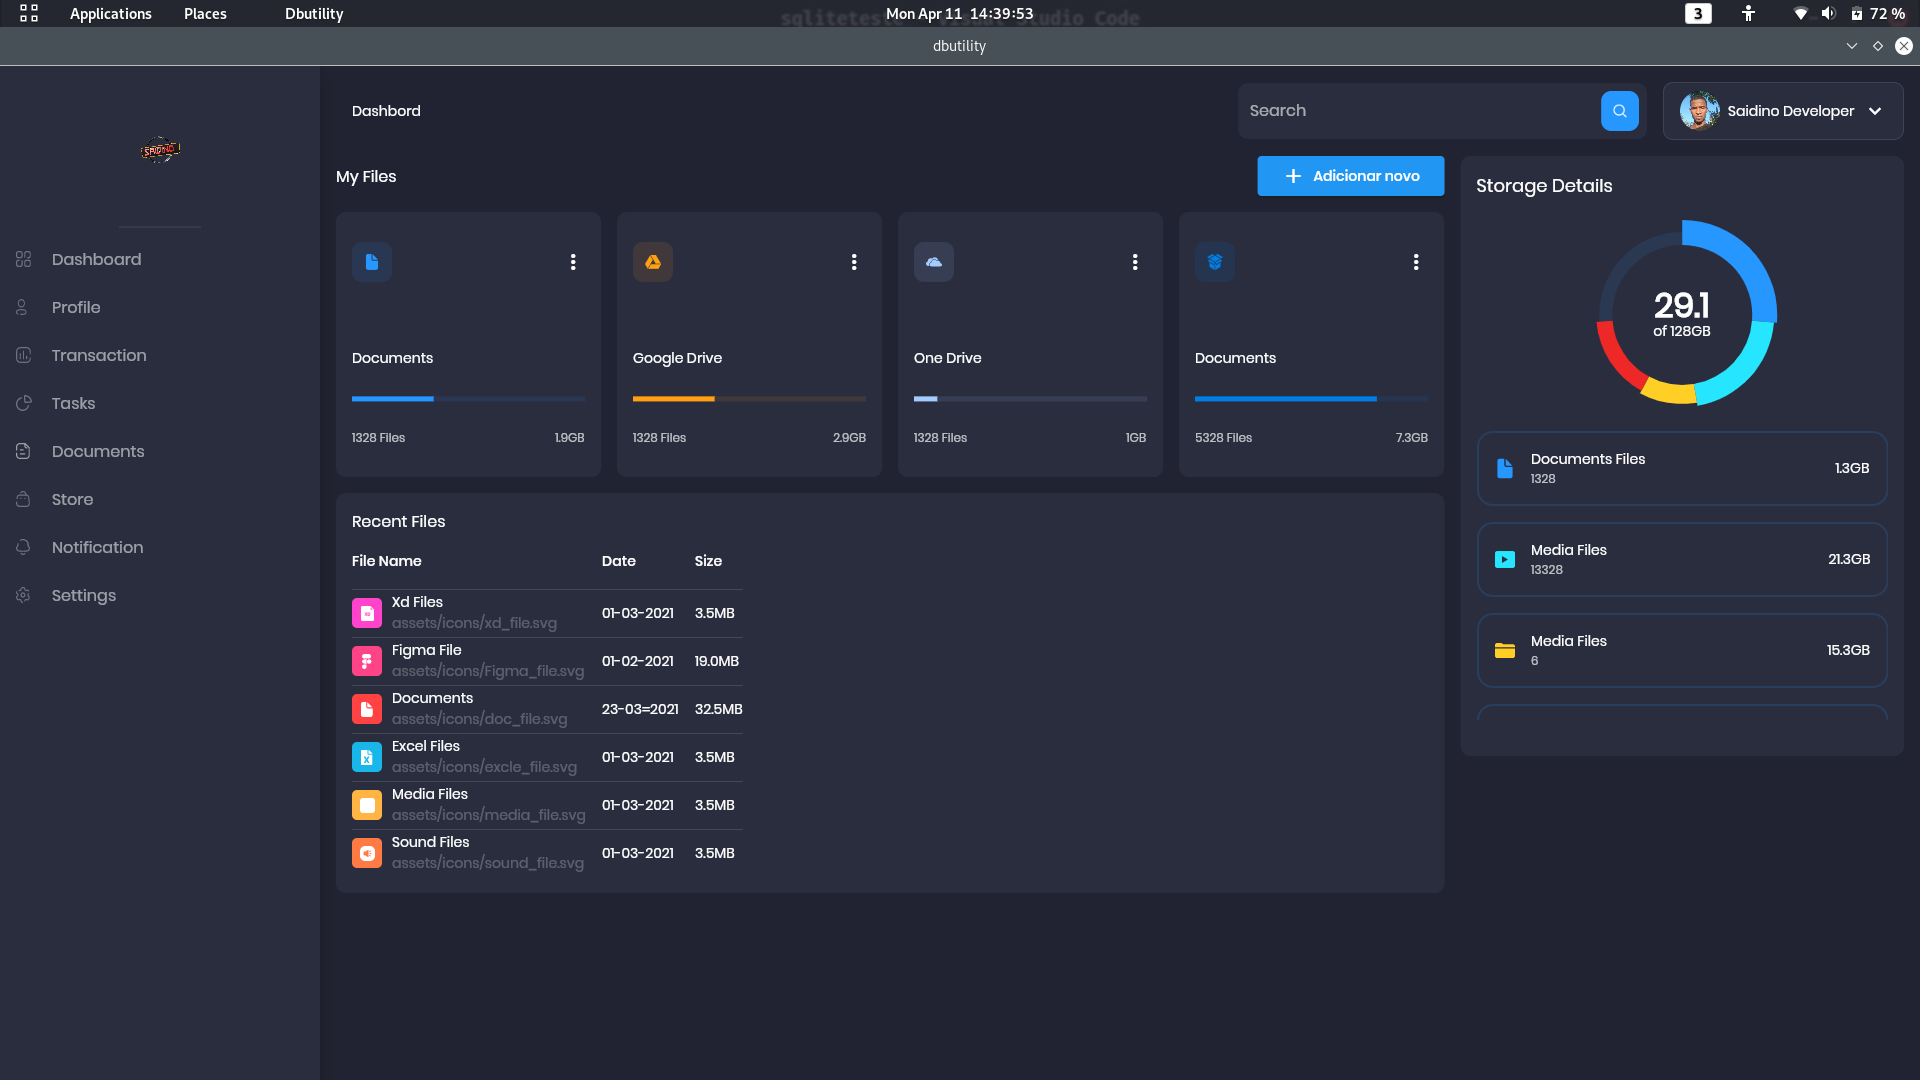 Applications Places Dbutility Mon Apr 11 14:39:53 3 72 %
dbutility
Dashbord
Search
Saidino Developer
Dashboard
Profile
Transaction
Tasks
Documents
Store
Notification
Settings
My Files
Adicionar novo
Documents
1328 Files 1.9GB
Google Drive
1328 Files 2.9GB
One Drive
1328 Files 1GB
Documents
5328 Files 7.3GB
Recent Files
File Name Date Size
Xd Files
assets/icons/xd_file.svg
01-03-2021 3.5MB
Figma File
assets/icons/Figma_file.svg
01-02-2021 19.0MB
Documents
assets/icons/doc_file.svg
23-03=2021 32.5MB
Excel Files
assets/icons/excle_file.svg
01-03-2021 3.5MB
Media Files
assets/icons/media_file.svg
01-03-2021 3.5MB
Sound Files
assets/icons/sound_file.svg
01-03-2021 3.5MB
Storage Details
29.1
of 128GB
Documents Files
1328
1.3GB
Media Files
13328
21.3GB
Media Files
6
15.3GB